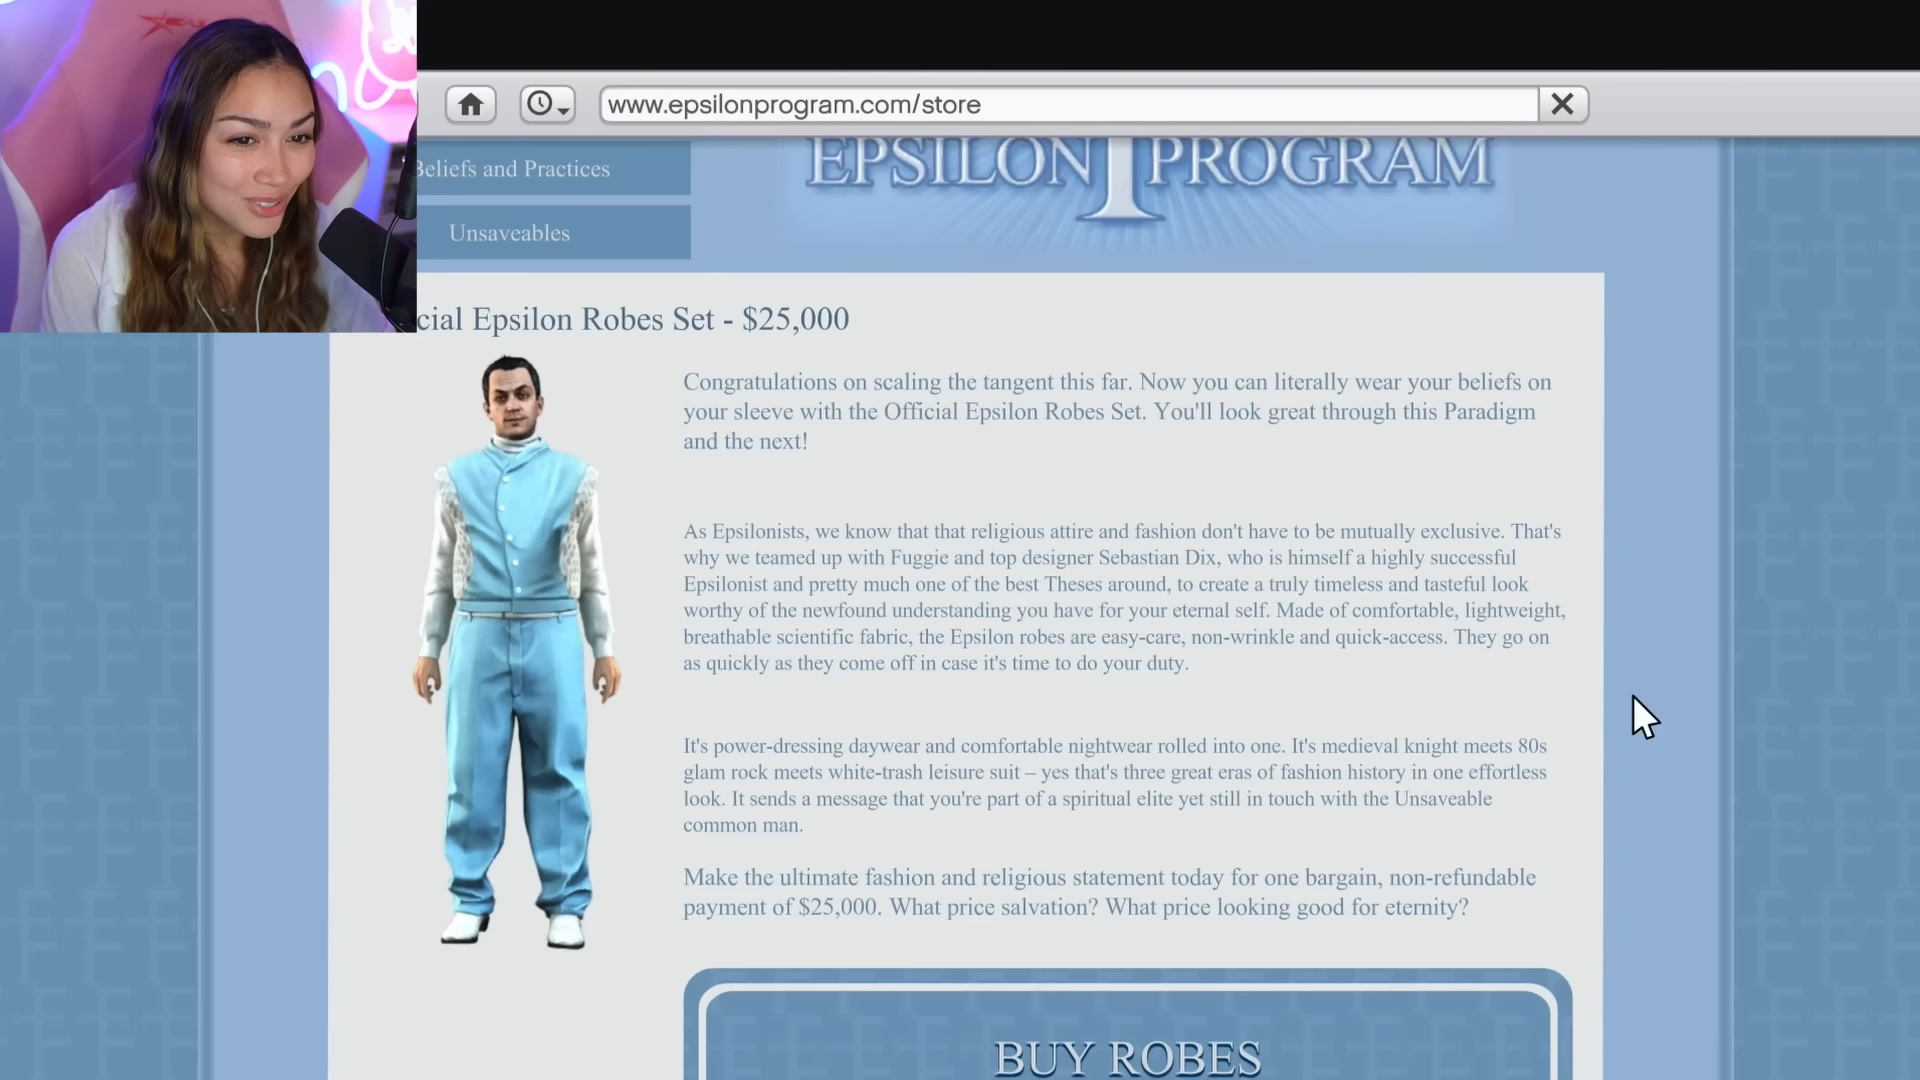 www.epsilonprogram.com/store
Beliefs and Practices
EPSILON PROGRAM
Unsaveables
cial Epsilon Robes Set - $25,000
Congratulations on scaling the tangent this far. Now you can literally wear your beliefs on
your sleeve with the Official Epsilon Robes Set. You'll look great through this Paradigm
and the next!
As Epsilonists, we know that that religious attire and fashion don't have to be mutually exclusive. That's
why we teamed up with Fuggie and top designer Sebastian Dix, who is himself a highly successful
Epsilonist and pretty much one of the best Theses around, to create a truly timeless and tasteful look
worthy of the newfound understanding you have for your eternal self. Made of comfortable, lightweight,
breathable scientific fabric, the Epsilon robes are easy-care, non-wrinkle and quick-access. They go on
as quickly as they come off in case it's time to do your duty.
It's power-dressing daywear and comfortable nightwear rolled into one. It's medieval knight meets 80s
glam rock meets white-trash leisure suit – yes that's three great eras of fashion history in one effortless
look. It sends a message that you're part of a spiritual elite yet still in touch with the Unsaveable
common man.
Make the ultimate fashion and religious statement today for one bargain, non-refundable
payment of $25,000. What price salvation? What price looking good for eternity?
BUY ROBES